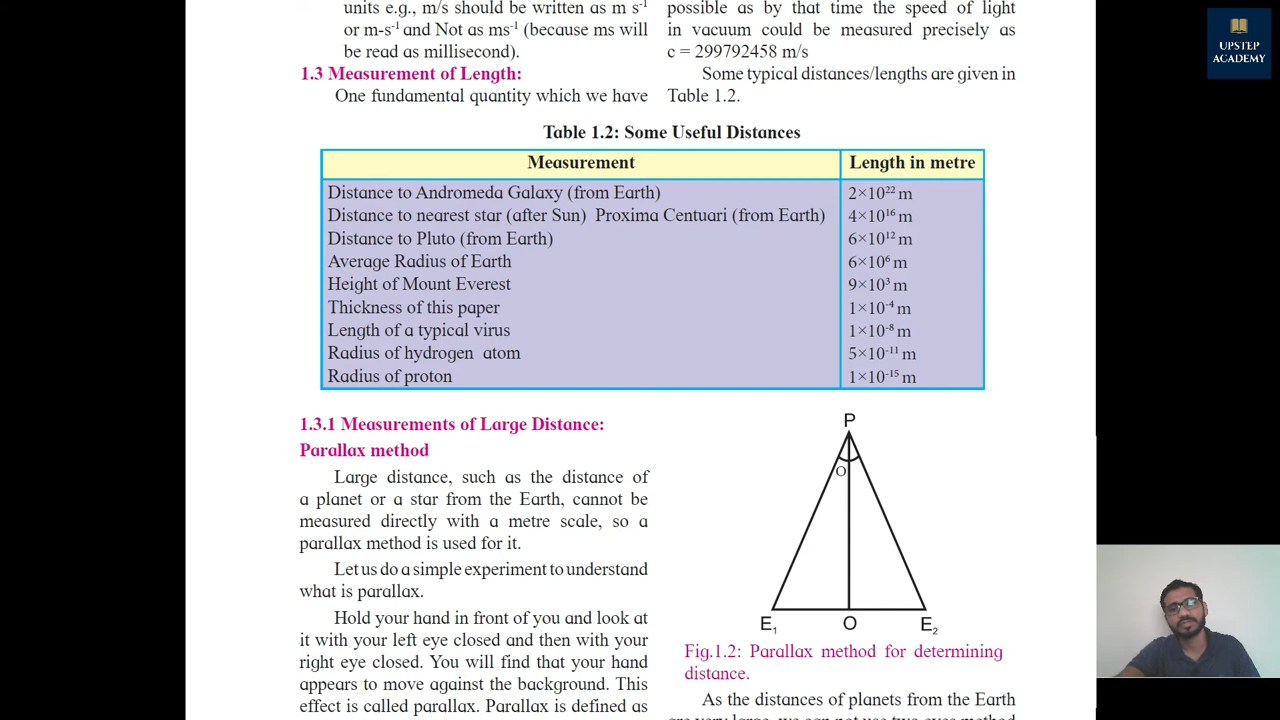 units e.g., m/s should be written as m s⁻¹
or m-s⁻¹ and Not as ms⁻¹ (because ms will
be read as millisecond).
1.3 Measurement of Length:
One fundamental quantity which we have
possible as by that time the speed of light
in vacuum could be measured precisely as
c = 299792458 m/s
Some typical distances/lengths are given in
Table 1.2.
Table 1.2: Some Useful Distances
Measurement Length in metre
Distance to Andromeda Galaxy (from Earth) 2×10²² m
Distance to nearest star (after Sun) Proxima Centuari (from Earth) 4×10¹⁶ m
Distance to Pluto (from Earth) 6×10¹² m
Average Radius of Earth 6×10⁶ m
Height of Mount Everest 9×10³ m
Thickness of this paper 1×10⁻⁴ m
Length of a typical virus 1×10⁻⁸ m
Radius of hydrogen atom 5×10⁻¹¹ m
Radius of proton 1×10⁻¹⁵ m
1.3.1 Measurements of Large Distance:
Parallax method
Large distance, such as the distance of
a planet or a star from the Earth, cannot be
measured directly with a metre scale, so a
parallax method is used for it.
Let us do a simple experiment to understand
what is parallax.
Hold your hand in front of you and look at
it with your left eye closed and then with your
right eye closed. You will find that your hand
appears to move against the background. This
effect is called parallax. Parallax is defined as
P
O
E₁ O E₂
Fig.1.2: Parallax method for determining
distance.
As the distances of planets from the Earth
are very large, we can not use two eyes method
UPSTEP
ACADEMY